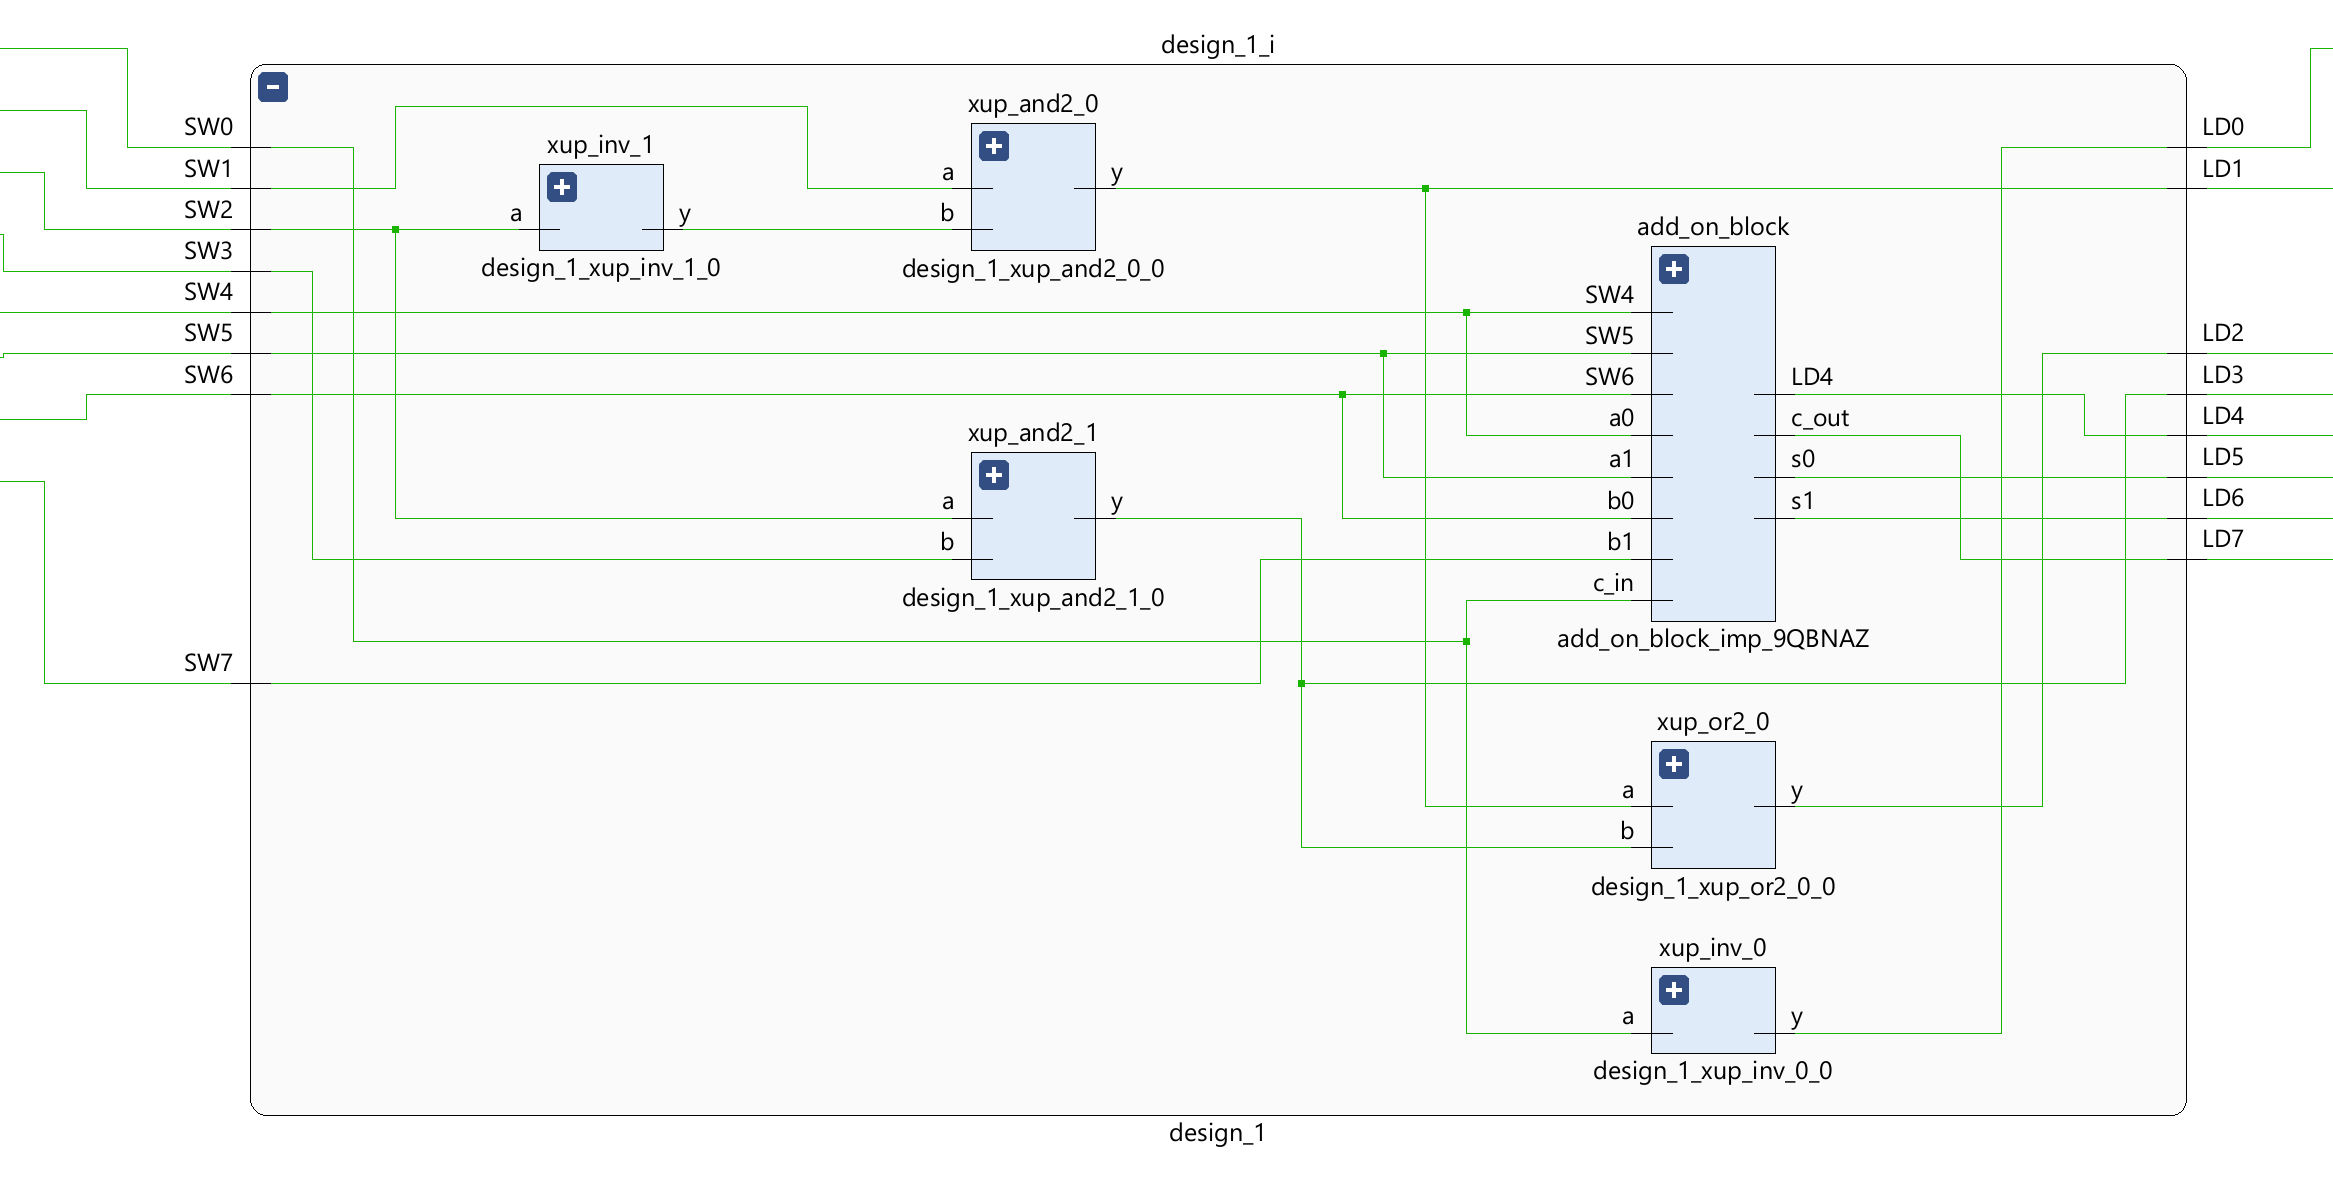 design_1_i
SW0
SW1
SW2
SW3
SW4
SW5
SW6
SW7
xup_inv_1
a
y
design_1_xup_inv_1_0
xup_and2_0
a
b
y
design_1_xup_and2_0_0
xup_and2_1
a
b
y
design_1_xup_and2_1_0
add_on_block
SW4
SW5
SW6
a0
a1
b0
b1
c_in
LD4
c_out
s0
s1
add_on_block_imp_9QBNAZ
xup_or2_0
a
b
y
design_1_xup_or2_0_0
xup_inv_0
a
y
design_1_xup_inv_0_0
LD0
LD1
LD2
LD3
LD4
LD5
LD6
LD7
design_1